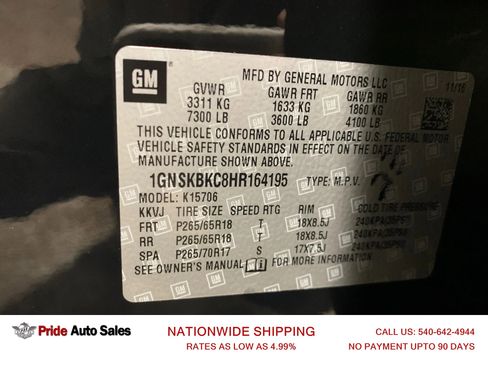 GM
MFD BY GENERAL MOTORS LLC
11/16
GVWR GAWR FRT GAWR RR
3311 KG 1633 KG 1860 KG
7300 LB 3600 LB 4100 LB
THIS VEHICLE CONFORMS TO ALL APPLICABLE U.S. FEDERAL MOTOR
VEHICLE SAFETY STANDARDS IN EFFECT ON THE DATE OF MANUFACTURE
SHOWN ABOVE.
1GNSKBKC8HR164195 TYPE: M.P.V.
MODEL: K15706
KKVJ TIRE SIZE SPEED RTG RIM COLD TIRE PRESSURE
FRT P265/65R18 T 18X8.5J 240KPA(35PSI)
RR P265/65R18 T 18X8.5J 240KPA(35PSI)
SPA P265/70R17 S 17X7.5J 240KPA(35PSI)
SEE OWNER'S MANUAL FOR INFORMATION.
Pride Auto Sales
NATIONWIDE SHIPPING
RATES AS LOW AS 4.99%
CALL US: 540-642-4944
NO PAYMENT UPTO 90 DAYS